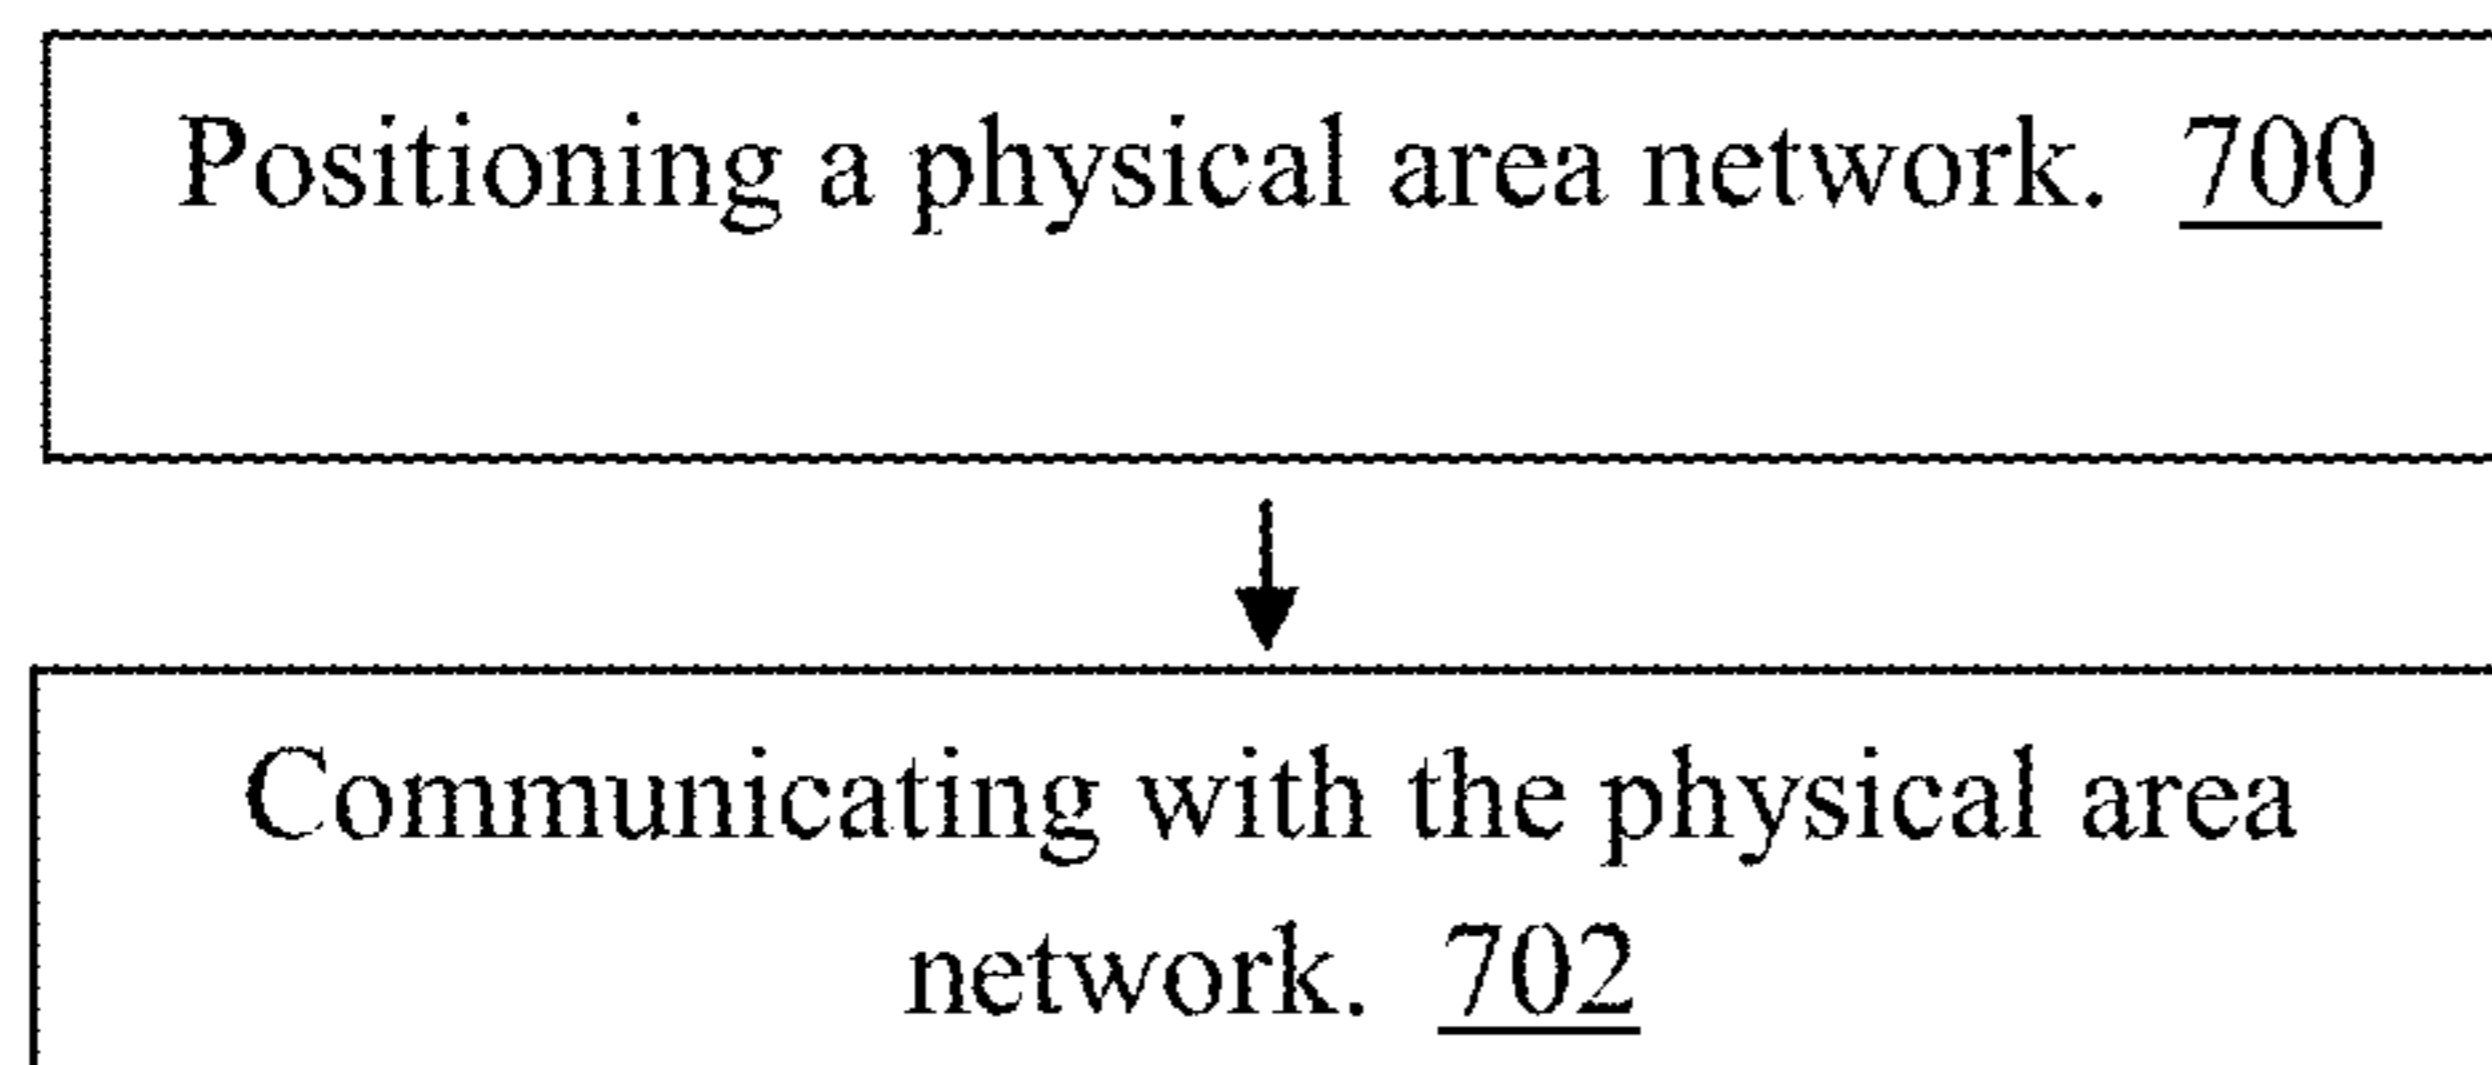 Positioning a physical area network. 700
Communicating with the physical area
network. 702